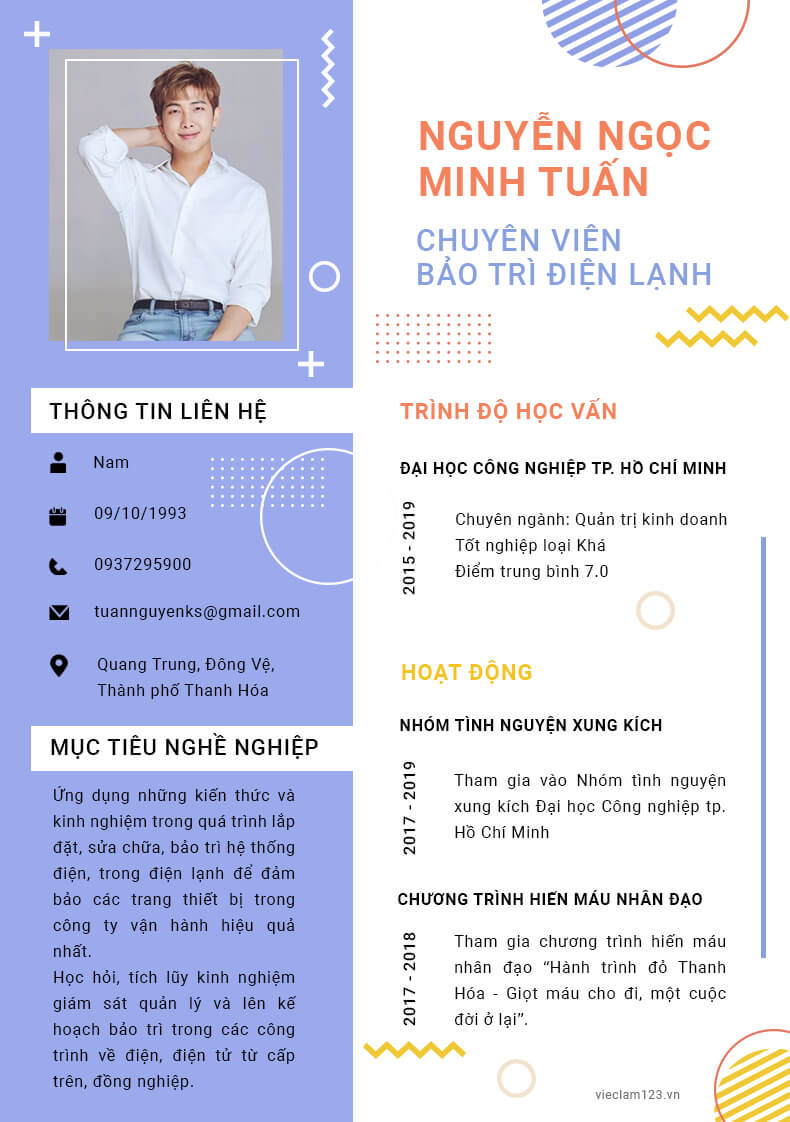 NGUYỄN NGỌC
MINH TUẤN
CHUYÊN VIÊN
BẢO TRÌ ĐIỆN LẠNH
THÔNG TIN LIÊN HỆ
Nam
09/10/1993
0937295900
tuannguyenks@gmail.com
Quang Trung, Đông Vệ,
Thành phố Thanh Hóa
MỤC TIÊU NGHỀ NGHIỆP
Ứng dụng những kiến thức và
kinh nghiệm trong quá trình lắp
đặt, sửa chữa, bảo trì hệ thống
điện, trong điện lạnh để đảm
bảo các trang thiết bị trong
công ty vận hành hiệu quả
nhất.
Học hỏi, tích lũy kinh nghiệm
giám sát quản lý và lên kế
hoạch bảo trì trong các công
trình về điện, điện tử từ cấp
trên, đồng nghiệp.
TRÌNH ĐỘ HỌC VẤN
ĐẠI HỌC CÔNG NGHIỆP TP. HỒ CHÍ MINH
2015 - 2019
Chuyên ngành: Quản trị kinh doanh
Tốt nghiệp loại Khá
Điểm trung bình 7.0
HOẠT ĐỘNG
NHÓM TÌNH NGUYỆN XUNG KÍCH
2017 - 2019
Tham gia vào Nhóm tình nguyện
xung kích Đại học Công nghiệp tp.
Hồ Chí Minh
CHƯƠNG TRÌNH HIẾN MÁU NHÂN ĐẠO
2017 - 2018
Tham gia chương trình hiến máu
nhân đạo “Hành trình đỏ Thanh
Hóa - Giọt máu cho đi, một cuộc
đời ở lại”.
vieclam123.vn